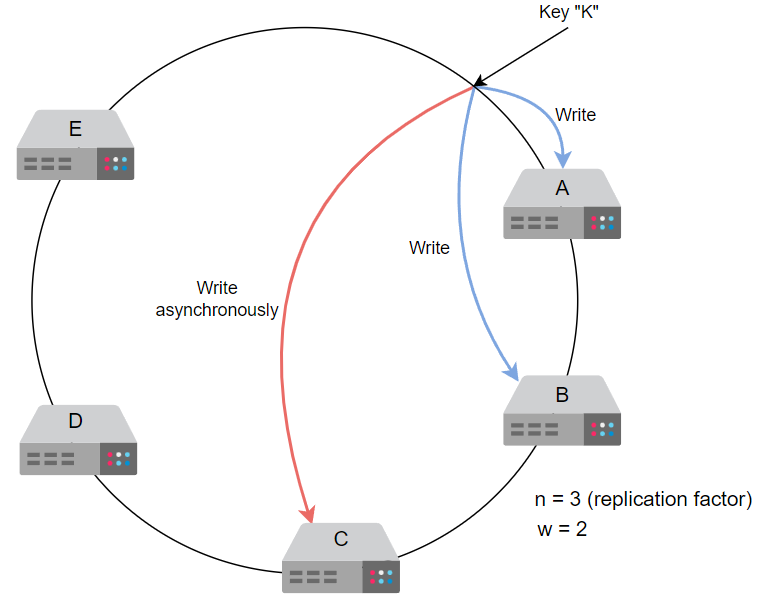 Key "K"
Write
E
A
Write
Write
asynchronously
B
D
n = 3 (replication factor)
w = 2
C